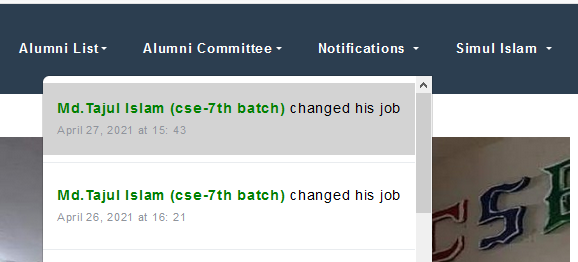 Alumni List
Alumni Committee
Notifications
Simul Islam
Md.Tajul Islam (cse-7th batch) changed his job
April 27, 2021 at 15: 43
Md.Tajul Islam (cse-7th batch) changed his job
April 26, 2021 at 16: 21
CSE